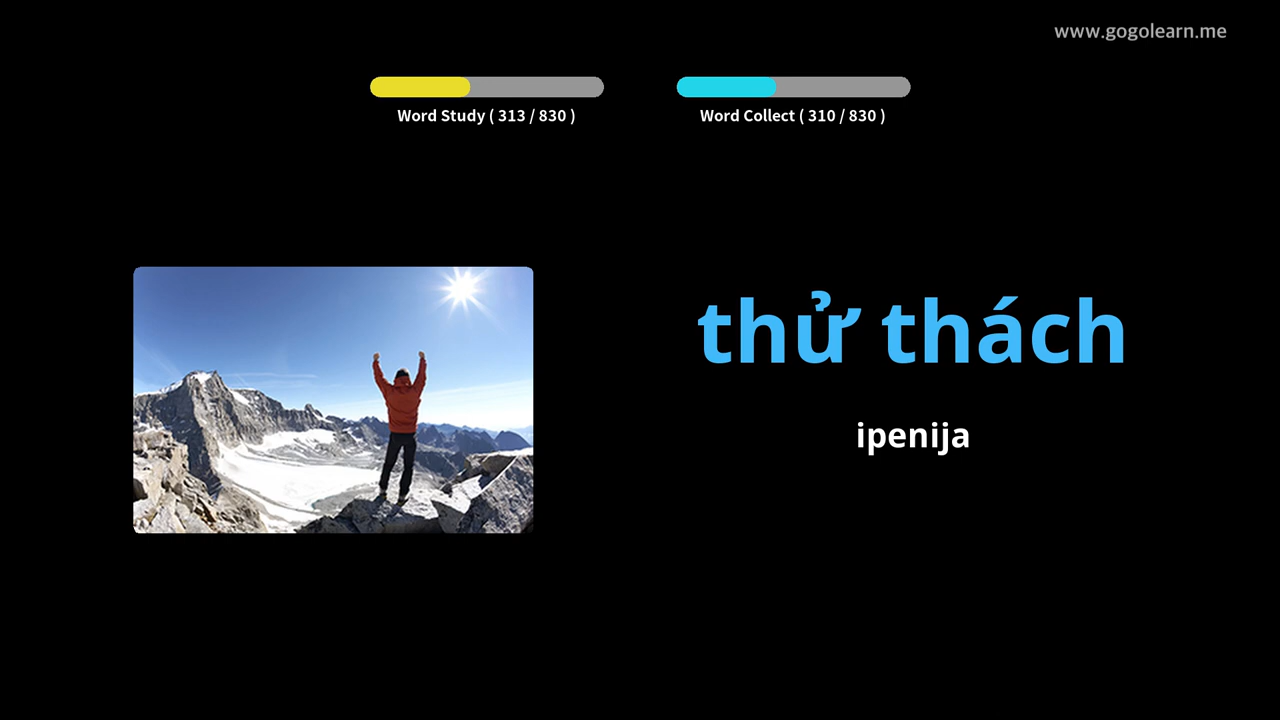 www.gogolearn.me
Word Study ( 313 / 830 )
Word Collect ( 310 / 830 )
thử thách
ipenija